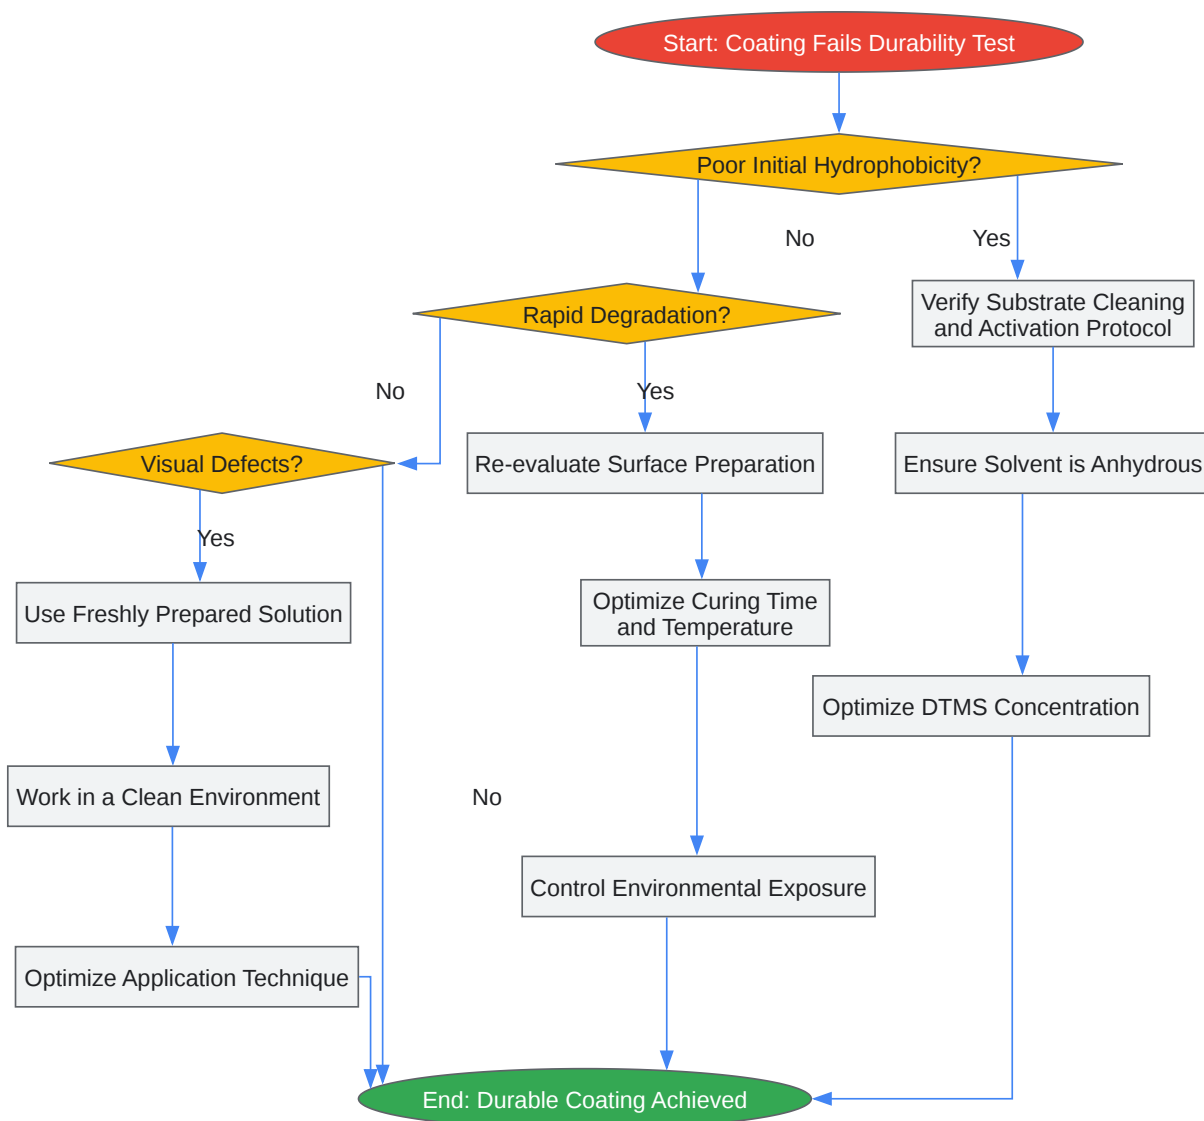 Start: Coating Fails Durability Test
Poor Initial Hydrophobicity?
No
Yes
Verify Substrate Cleaning
and Activation Protocol
Rapid Degradation?
No
Yes
Visual Defects?
Re-evaluate Surface Preparation
Ensure Solvent is Anhydrous
Yes
Use Freshly Prepared Solution
Optimize Curing Time
and Temperature
Optimize DTMS Concentration
Work in a Clean Environment
No
Control Environmental Exposure
Optimize Application Technique
End: Durable Coating Achieved